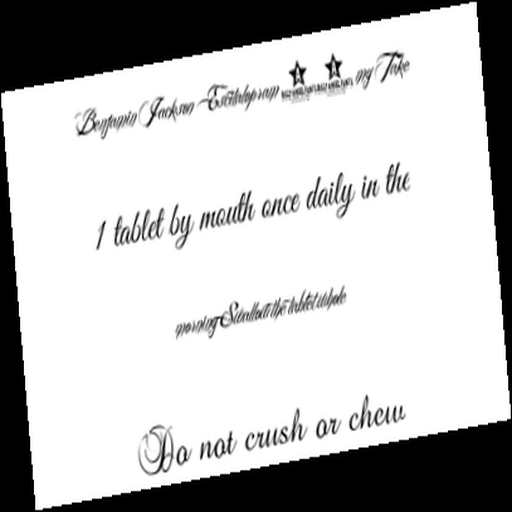 Benjamin Jackson Escitalopram mg Take
1 tablet by mouth once daily in the
morning Swallow the tablet whole
Do not crush or chew